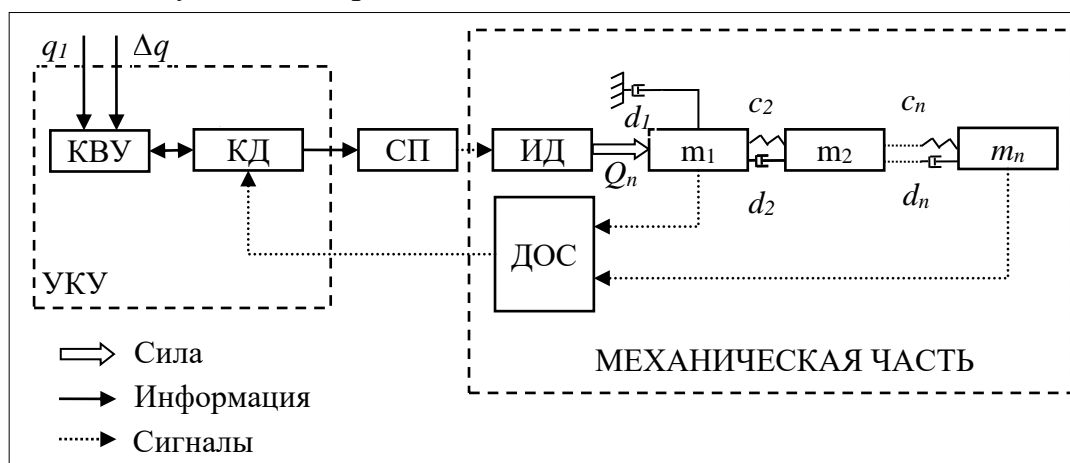 q₁ Δq
d₁ c₂ cₙ
КВУ КД СП ИД m₁ m₂ mₙ
Qₙ d₂ dₙ
ДОС
УКУ
Сила МЕХАНИЧЕСКАЯ ЧАСТЬ
Информация
Сигналы